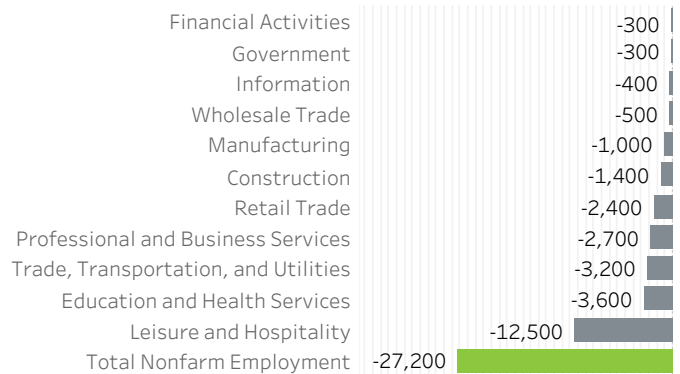 Financial Activities -300
Government -300
Information -400
Wholesale Trade -500
Manufacturing -1,000
Construction -1,400
Retail Trade -2,400
Professional and Business Services -2,700
Trade, Transportation, and Utilities -3,200
Education and Health Services -3,600
Leisure and Hospitality -12,500
Total Nonfarm Employment -27,200